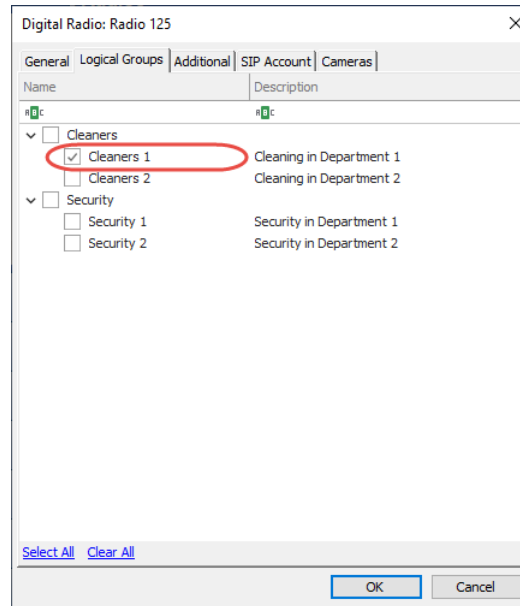 Digital Radio: Radio 125
General Logical Groups Additional SIP Account Cameras
Name Description
ABC ABC
Cleaners
Cleaners 1 Cleaning in Department 1
Cleaners 2 Cleaning in Department 2
Security
Security 1 Security in Department 1
Security 2 Security in Department 2
Select All Clear All
OK Cancel